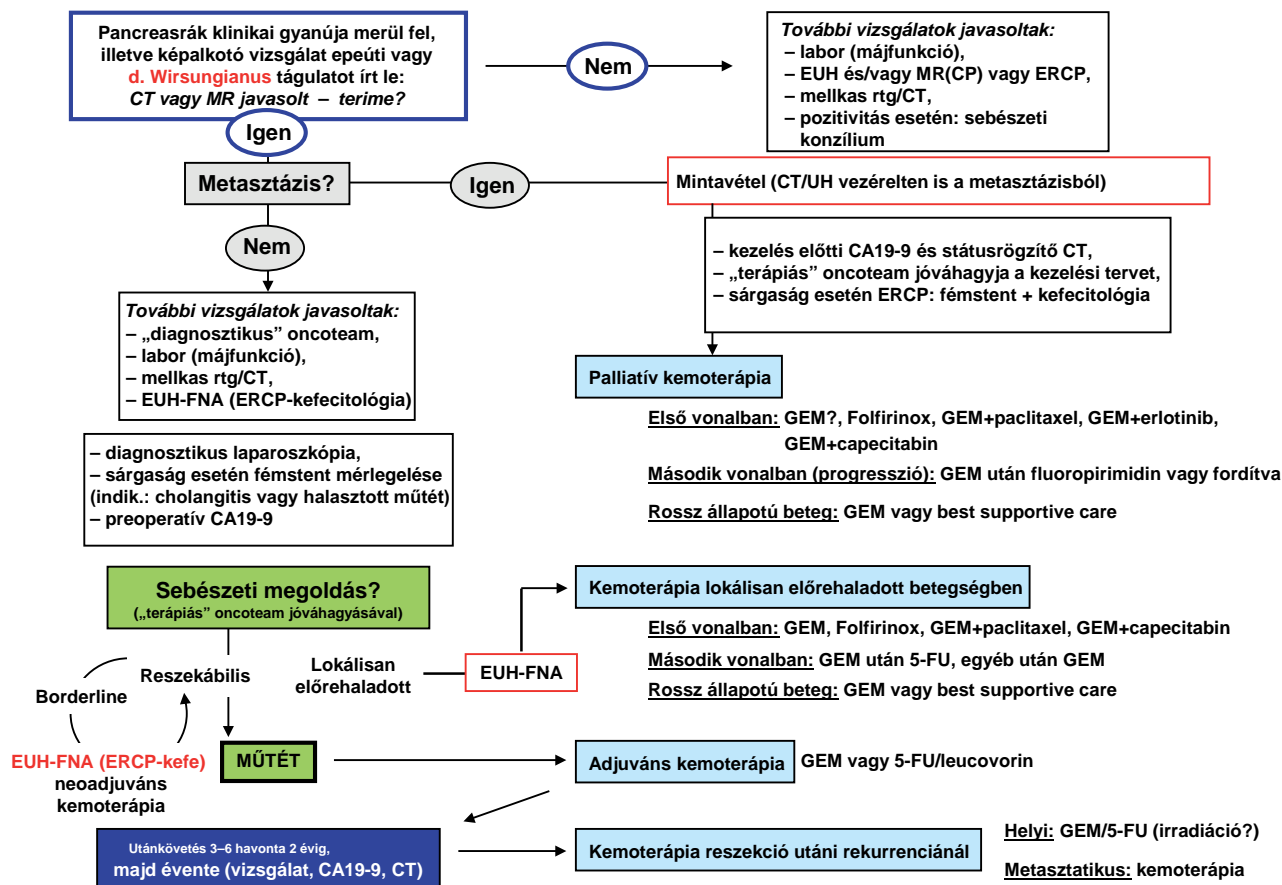 Pancreasrák klinikai gyanúja merül fel,
illetve képalkotó vizsgálat epeúti vagy
d. Wirsungianus tágulatot írt le:
CT vagy MR javasolt – terime?
Nem
További vizsgálatok javasoltak:
– labor (májfunkció),
– EUH és/vagy MR(CP) vagy ERCP,
– mellkas rtg/CT,
– pozitivitás esetén: sebészeti
konzílium
Igen
Metasztázis?
Igen
Mintavétel (CT/UH vezérelten is a metasztázisból)
– kezelés előtti CA19-9 és státusrögzítő CT,
– „terápiás” oncoteam jóváhagyja a kezelési tervet,
– sárgaság esetén ERCP: fémstent + kefecitológia
Nem
További vizsgálatok javasoltak:
– „diagnosztikus” oncoteam,
– labor (májfunkció),
– mellkas rtg/CT,
– EUH-FNA (ERCP-kefecitológia)
Palliatív kemoterápia
Első vonalban: GEM?, Folfirinox, GEM+paclitaxel, GEM+erlotinib,
GEM+capecitabin
Második vonalban (progresszió): GEM után fluoropirimidin vagy fordítva
Rossz állapotú beteg: GEM vagy best supportive care
– diagnosztikus laparoszkópia,
– sárgaság esetén fémstent mérlegelése
(indik.: cholangitis vagy halasztott műtét)
– preoperatív CA19-9
Sebészeti megoldás?
(„terápiás” oncoteam jóváhagyásával)
Kemoterápia lokálisan előrehaladott betegségben
Első vonalban: GEM, Folfirinox, GEM+paclitaxel, GEM+capecitabin
Második vonalban: GEM után 5-FU, egyéb után GEM
Rossz állapotú beteg: GEM vagy best supportive care
Reszekábilis
Lokálisan
előrehaladott
EUH-FNA
Borderline
EUH-FNA (ERCP-kefe)
neoadjuváns
kemoterápia
MŰTÉT
Adjuváns kemoterápia
GEM vagy 5-FU/leucovorin
Utánkövetés 3–6 havonta 2 évig,
majd évente (vizsgálat, CA19-9, CT)
Kemoterápia reszekció utáni rekurrenciánál
Helyi: GEM/5-FU (irradiáció?)
Metasztatikus: kemoterápia